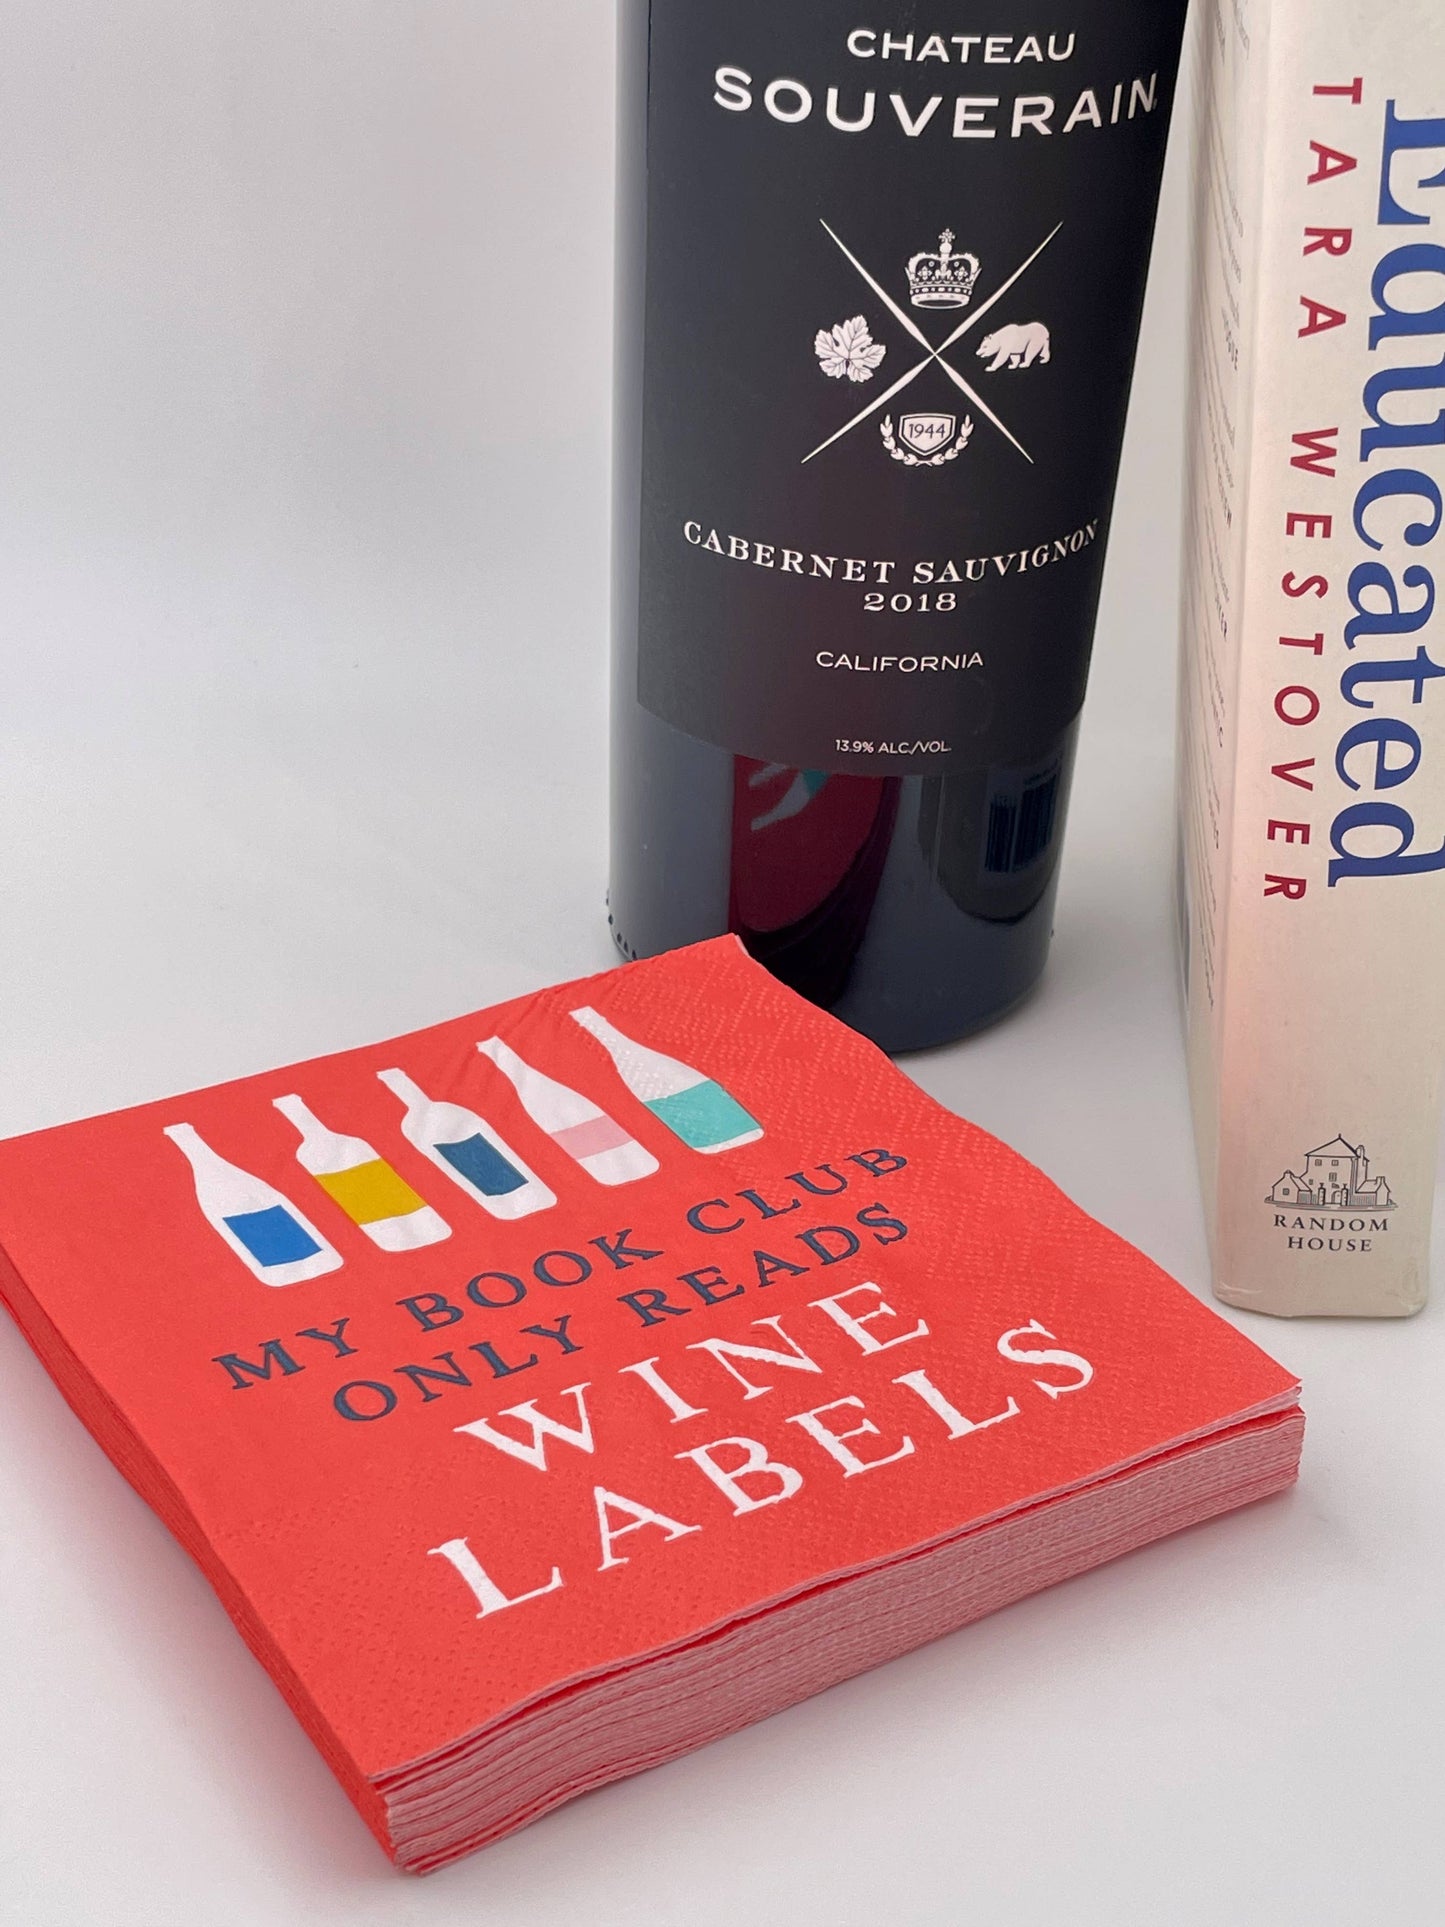 CHATEAU
SOUVERAIN
1944
CABERNET SAUVIGNON
2018
CALIFORNIA
13.9% ALC./VOL.
TARA WESTOVER
Educated
RANDOM
HOUSE
MY BOOK CLUB
ONLY READS
WINE
LABELS